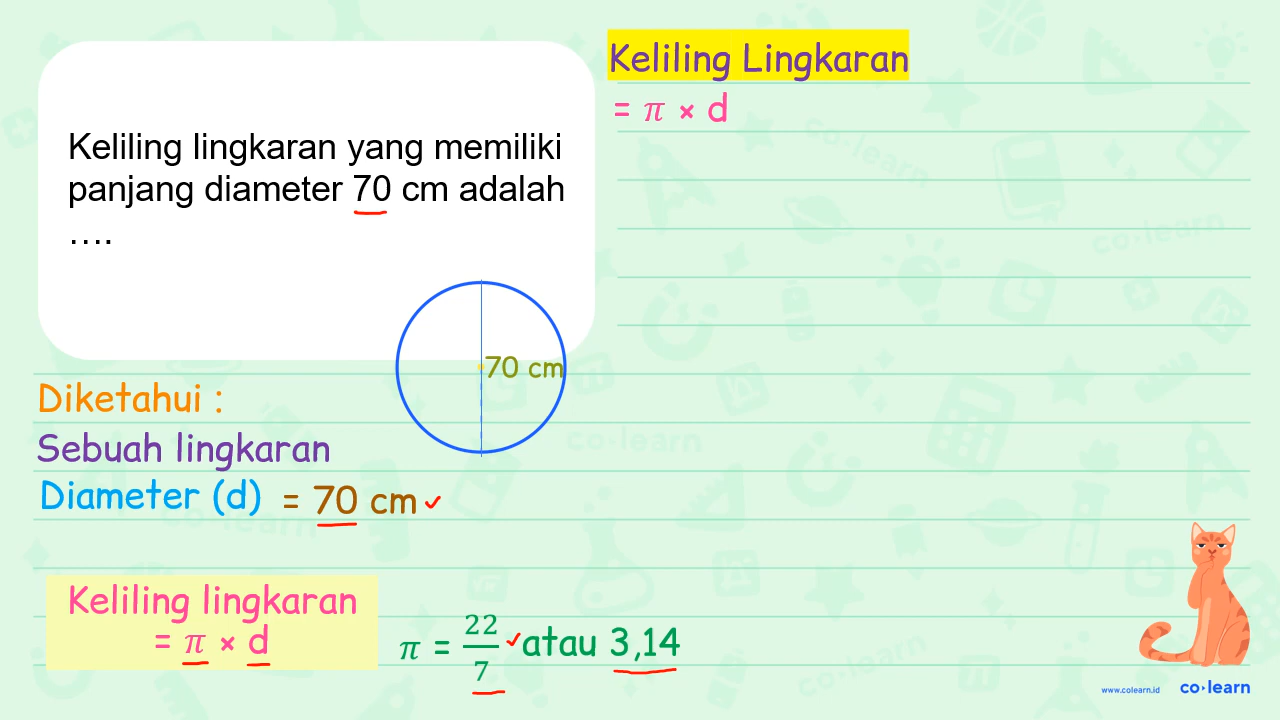 Keliling lingkaran yang memiliki
panjang diameter 70 cm adalah
….
70 cm
Diketahui :
Sebuah lingkaran
Diameter (d) = 70 cm
Keliling lingkaran
= π × d
π = 22/7 atau 3,14
Keliling Lingkaran
= π × d
www.colearn.id co·learn